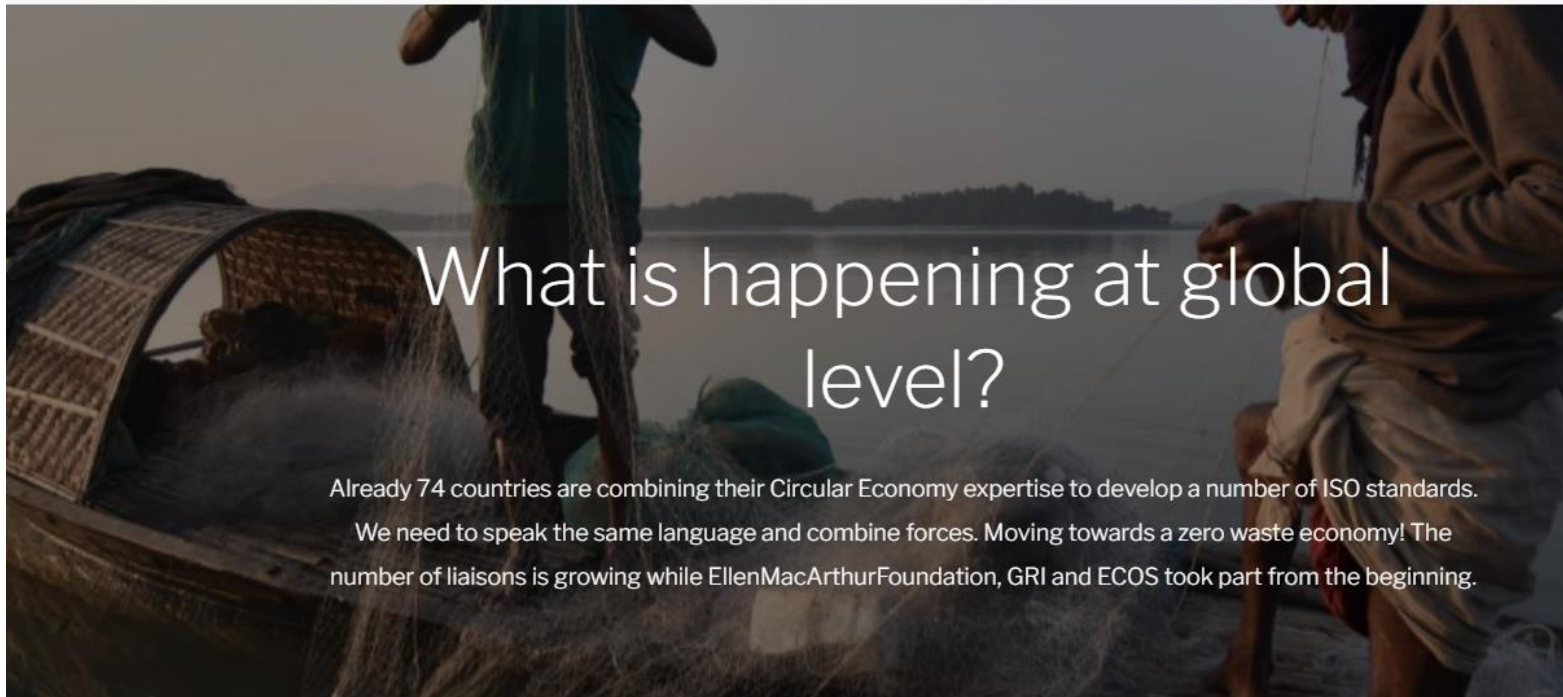 What is happening at global
level?
Already 74 countries are combining their Circular Economy expertise to develop a number of ISO standards.
We need to speak the same language and combine forces. Moving towards a zero waste economy! The
number of liaisons is growing while EllenMacArthurFoundation, GRI and ECOS took part from the beginning.